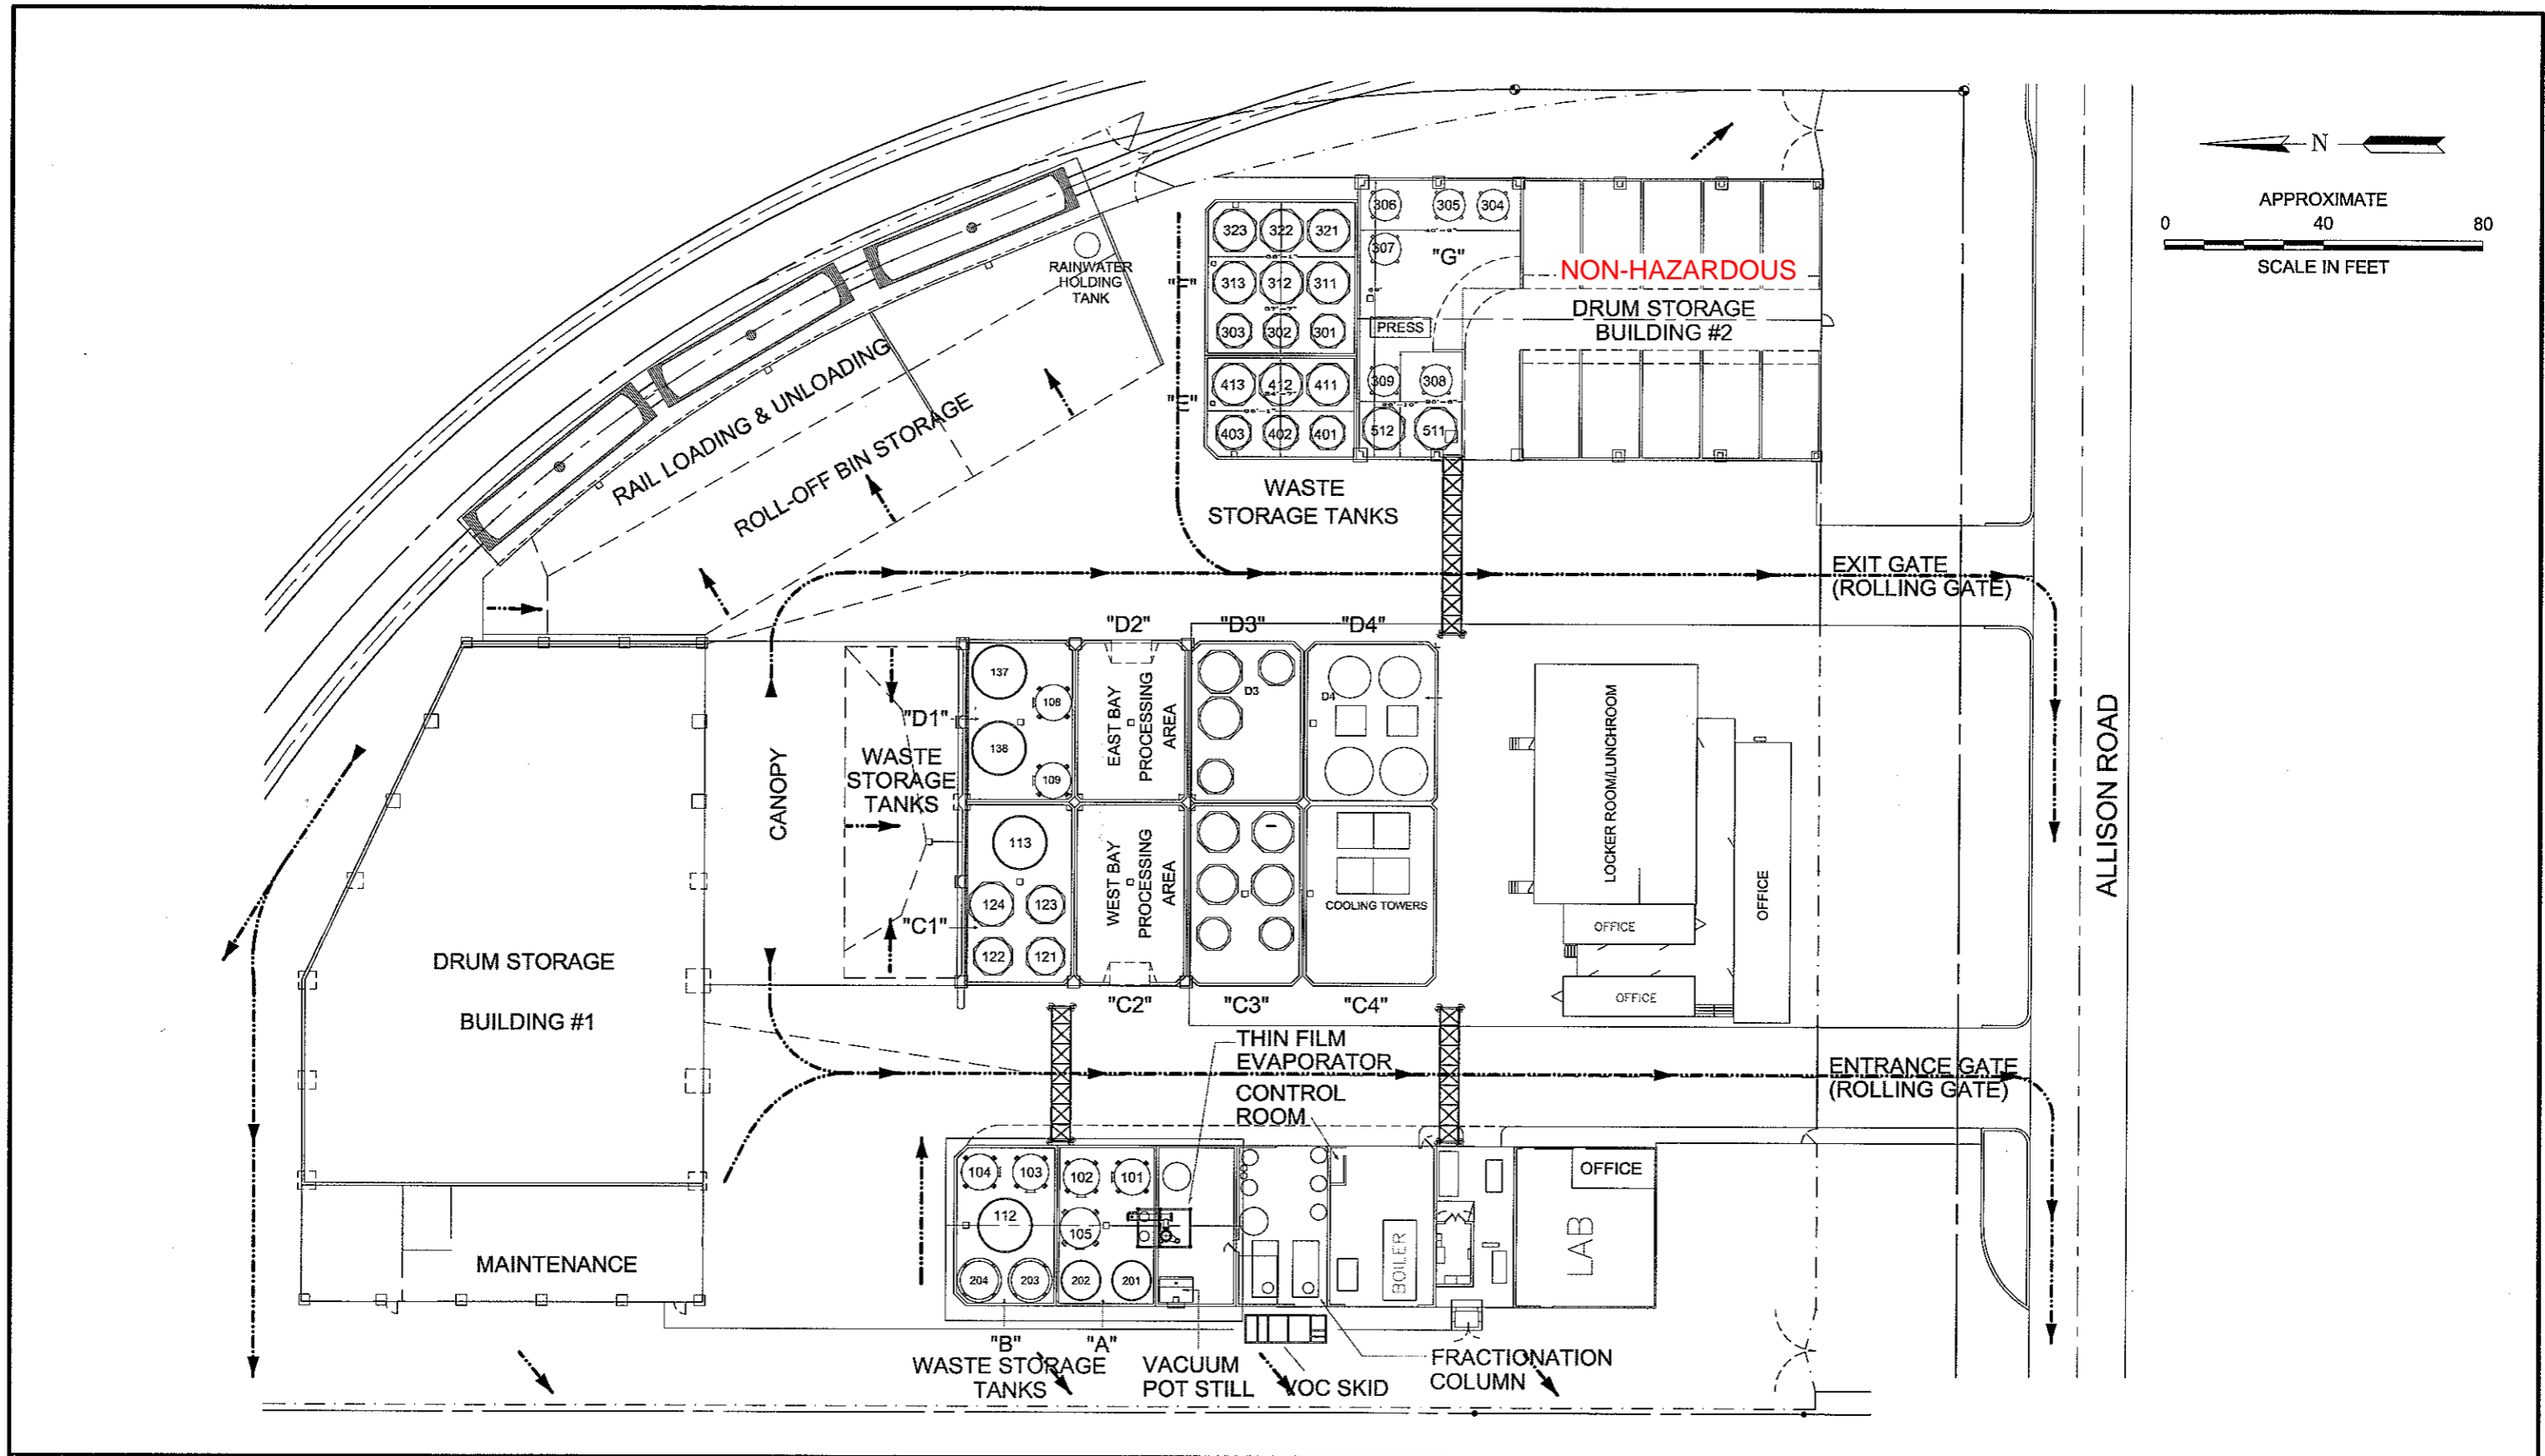 N
APPROXIMATE
0 40 80
SCALE IN FEET
RAINWATER
HOLDING
TANK
RAIL LOADING & UNLOADING
ROLL-OFF BIN STORAGE
323 322 321
313 312 311
303 302 301
413 412 411
403 402 401
306 305 304
307
"G"
PRESS
309 308
512 511
NON-HAZARDOUS
DRUM STORAGE
BUILDING #2
WASTE
STORAGE TANKS
EXIT GATE
(ROLLING GATE)
"D2" "D3" "D4"
137
108
"D1"
138
109
EAST BAY
PROCESSING
AREA
D3
D4
CANOPY
WASTE
STORAGE
TANKS
113
124 123
"C1"
122 121
WEST BAY
PROCESSING
AREA
COOLING TOWERS
"C2" "C3" "C4"
LOCKER ROOM/LUNCHROOM
OFFICE
OFFICE
OFFICE
ALLISON ROAD
DRUM STORAGE
BUILDING #1
MAINTENANCE
THIN FILM
EVAPORATOR
CONTROL
ROOM
ENTRANCE GATE
(ROLLING GATE)
104 103 102 101
112
105
204 203 202 201
BOILER
OFFICE
LAB
"B" "A"
WASTE STORAGE
TANKS
VACUUM
POT STILL
VOC SKID
FRACTIONATION
COLUMN